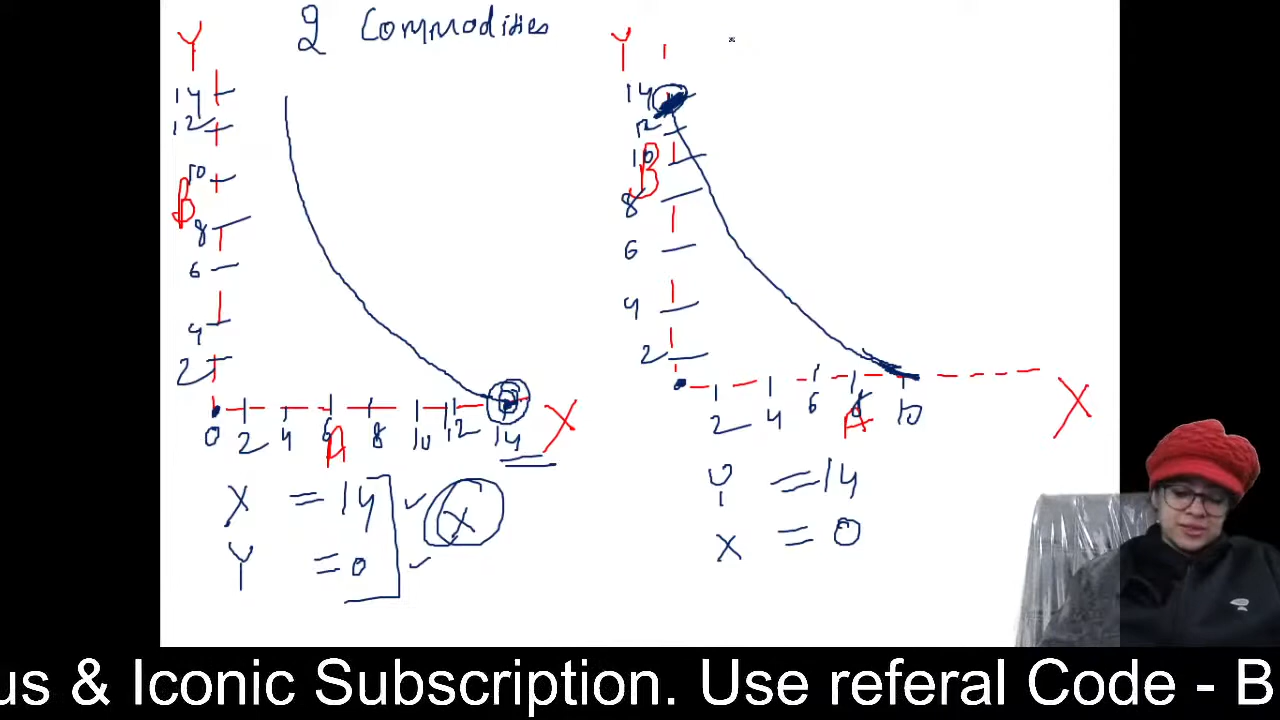 2 Commodities
Y
14
12
10
B
8
6
4
2
0 2 4 6 8 10 12 14 X
A
X = 14
Y = 0
X
Y
14
12
10
B
8
6
4
2
2 4 6 8 10 X
A
Y = 14
X = 0
us & Iconic Subscription. Use referal Code - B